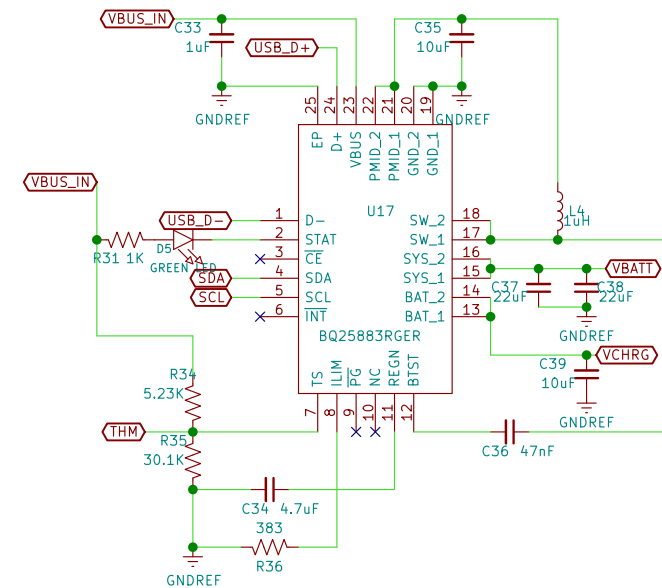 VBUS_IN
C33
1uF
USB_D+
C35
10uF
GNDREF
GNDREF
25
24
23
22
21
20
19
EP
D+
VBUS
PMID_2
PMID_1
GND_2
GND_1
VBUS_IN
U17
L4
1uH
USB_D-
1
D-
SW_2
18
R31 1K
D5
GREEN LED
2
STAT
SW_1
17
3
CE
SYS_2
16
SDA
4
SDA
SYS_1
15
VBATT
C37
22uF
C38
22uF
SCL
5
SCL
BAT_2
14
6
INT
BAT_1
13
GNDREF
BQ25883RGER
VCHRG
C39
10uF
GNDREF
TS
ILIM
PG
NC
REGN
BTST
7
8
9
10
11
12
R34
5.23K
THM
R35
30.1K
C36 47nF
C34 4.7uF
383
R36
GNDREF